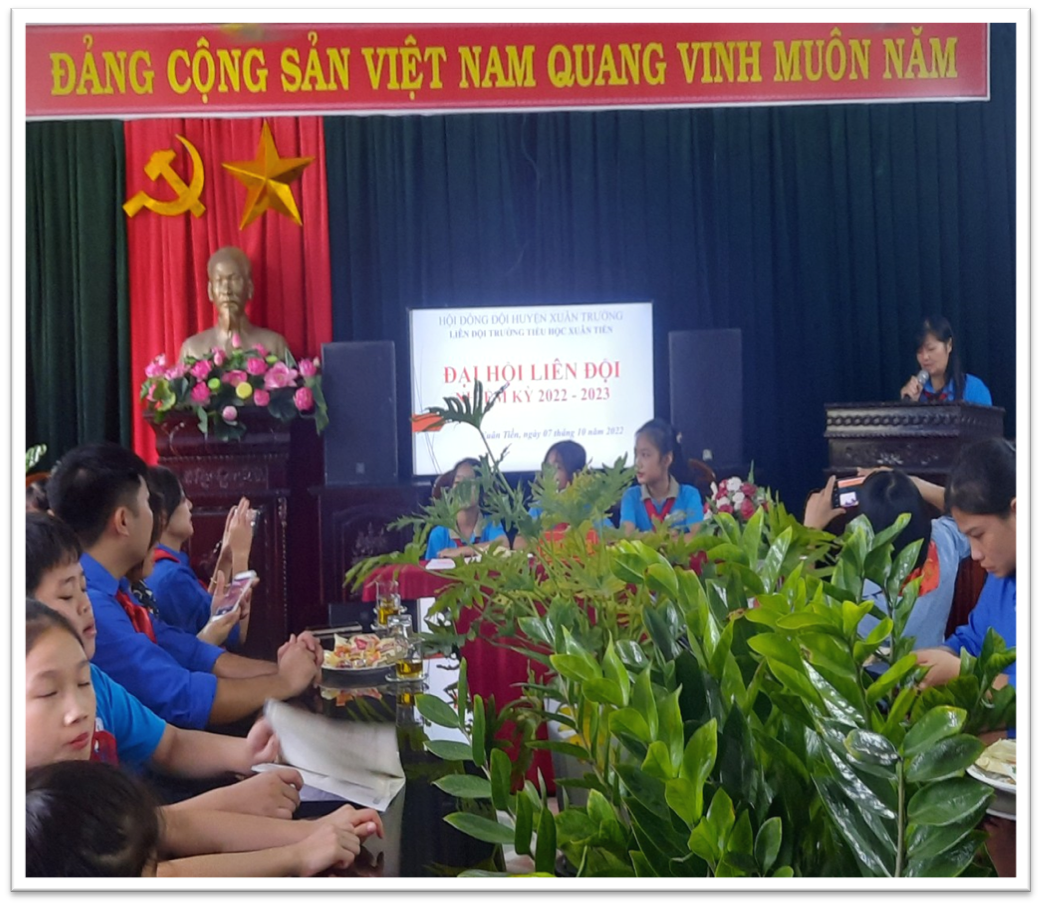 ĐẢNG CỘNG SẢN VIỆT NAM QUANG VINH MUÔN NĂM
HỘI ĐỒNG ĐỘI HUYỆN XUÂN TRƯỜNG
LIÊN ĐỘI TRƯỜNG TIỂU HỌC XUÂN TIẾN
ĐẠI HỘI LIÊN ĐỘI
KỲ 2022 - 2023
Tiến, ngày 07 tháng 10 năm 2022